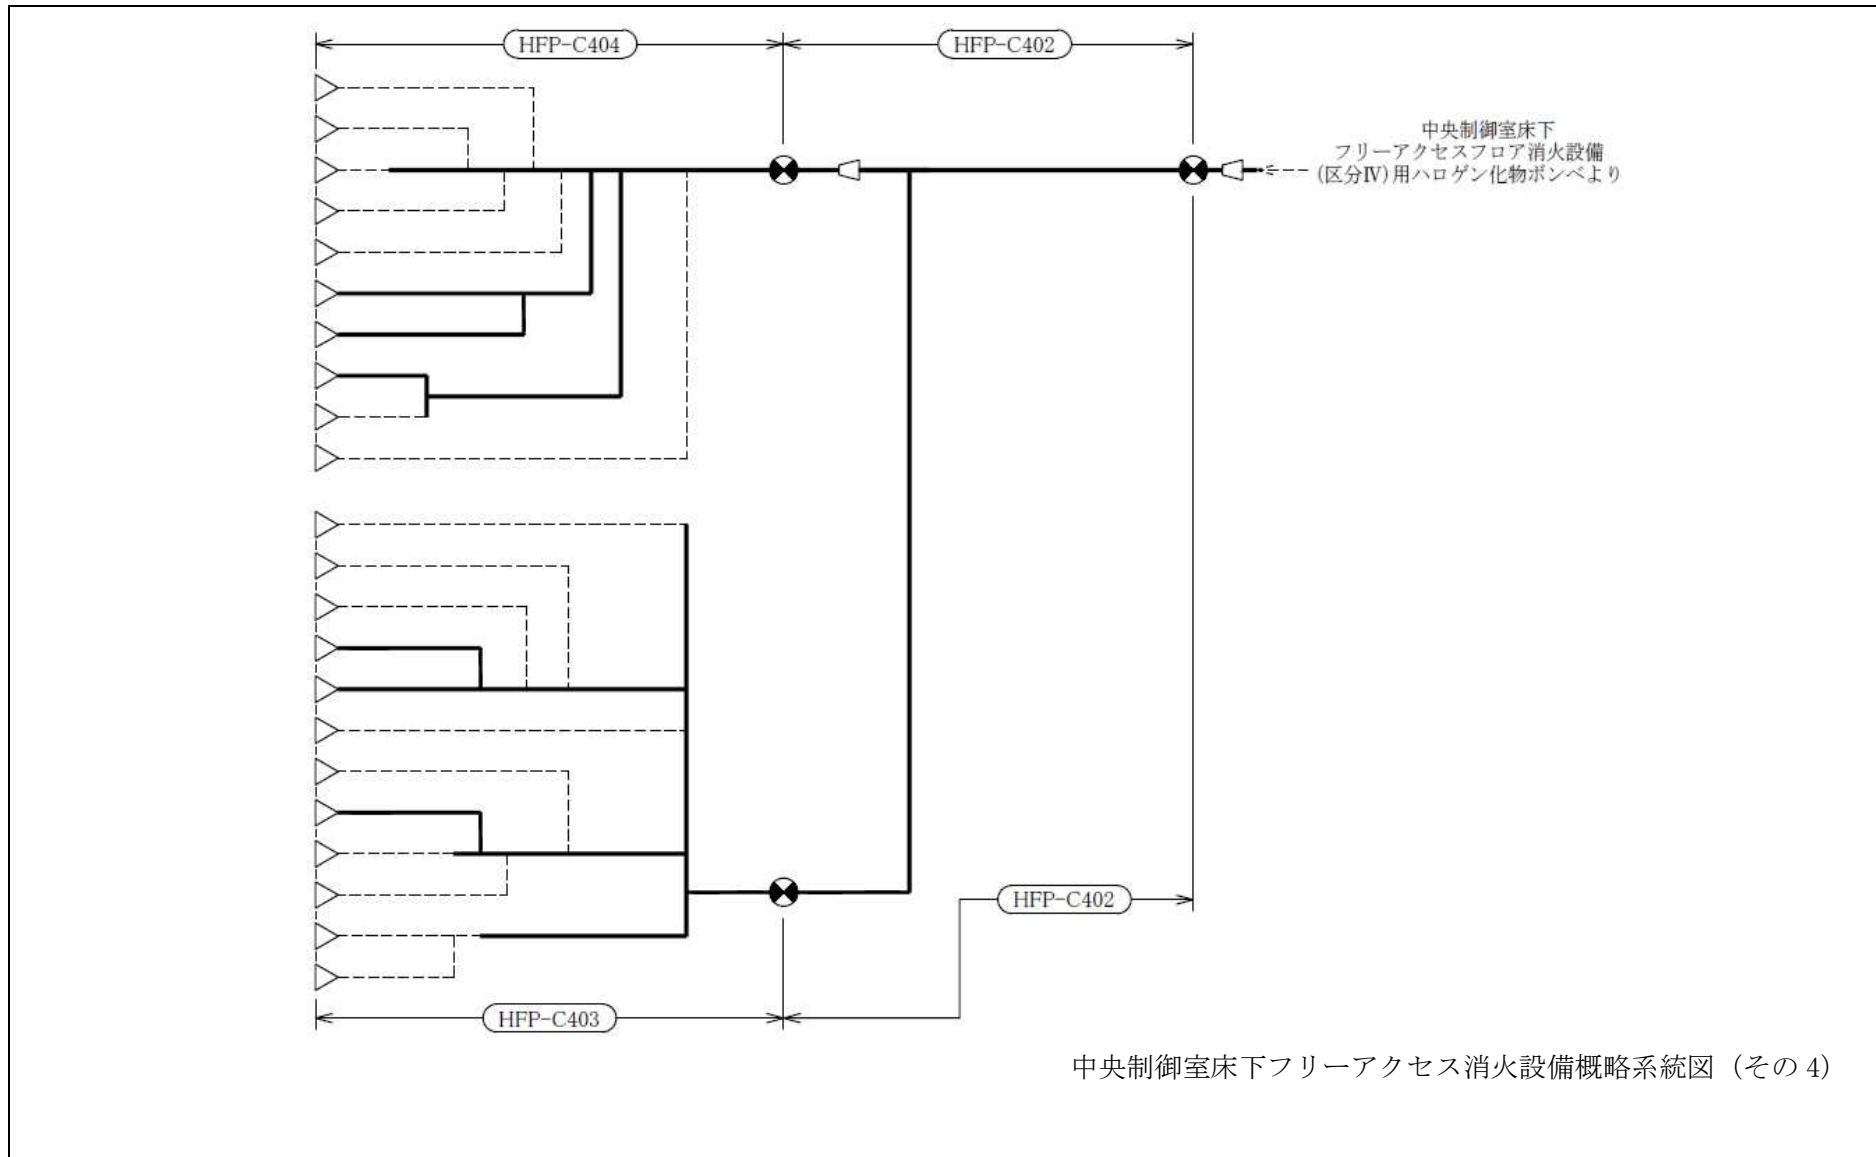 HFP-C404
HFP-C402
中央制御室床下
フリーアクセスフロア消火設備
(区分Ⅳ)用ハロゲン化物ボンベより
HFP-C402
HFP-C403
中央制御室床下フリーアクセス消火設備概略系統図（その 4）